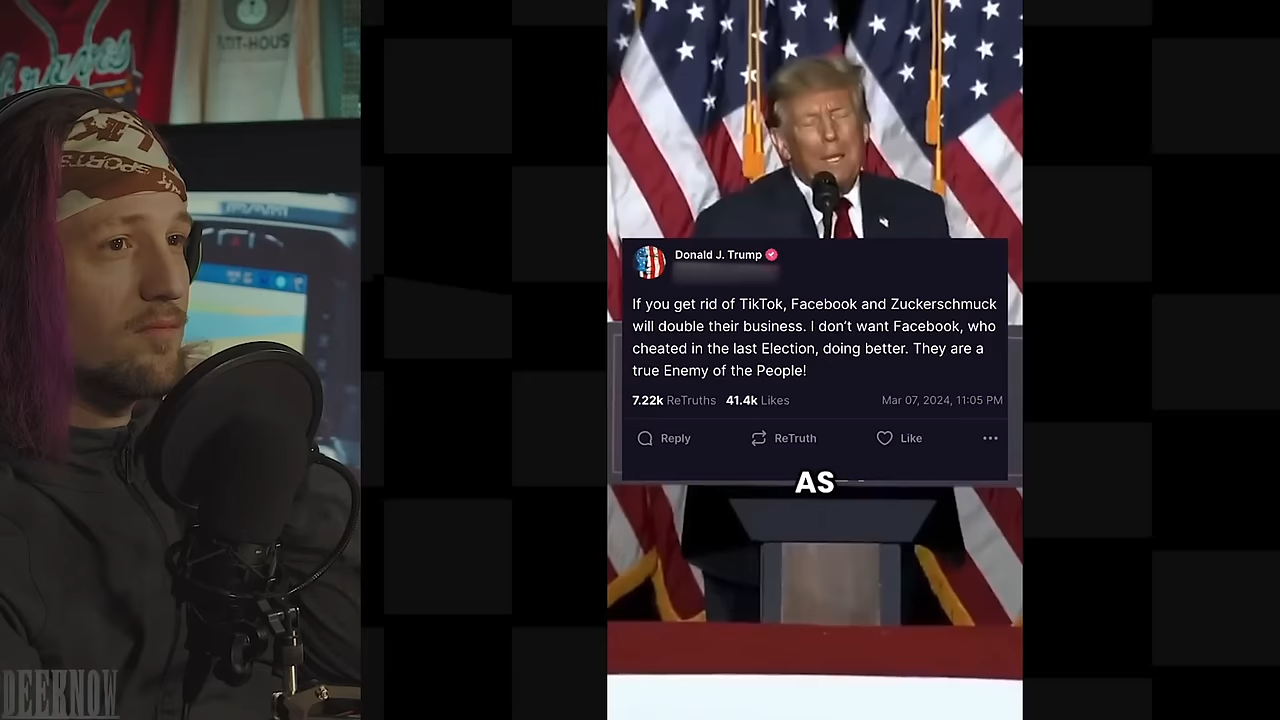 Donald J. Trump
If you get rid of TikTok, Facebook and Zuckerschmuck
will double their business. I don't want Facebook, who
cheated in the last Election, doing better. They are a
true Enemy of the People!
7.22k ReTruths 41.4k Likes Mar 07, 2024, 11:05 PM
Reply ReTruth Like
AS
DEEKNOW